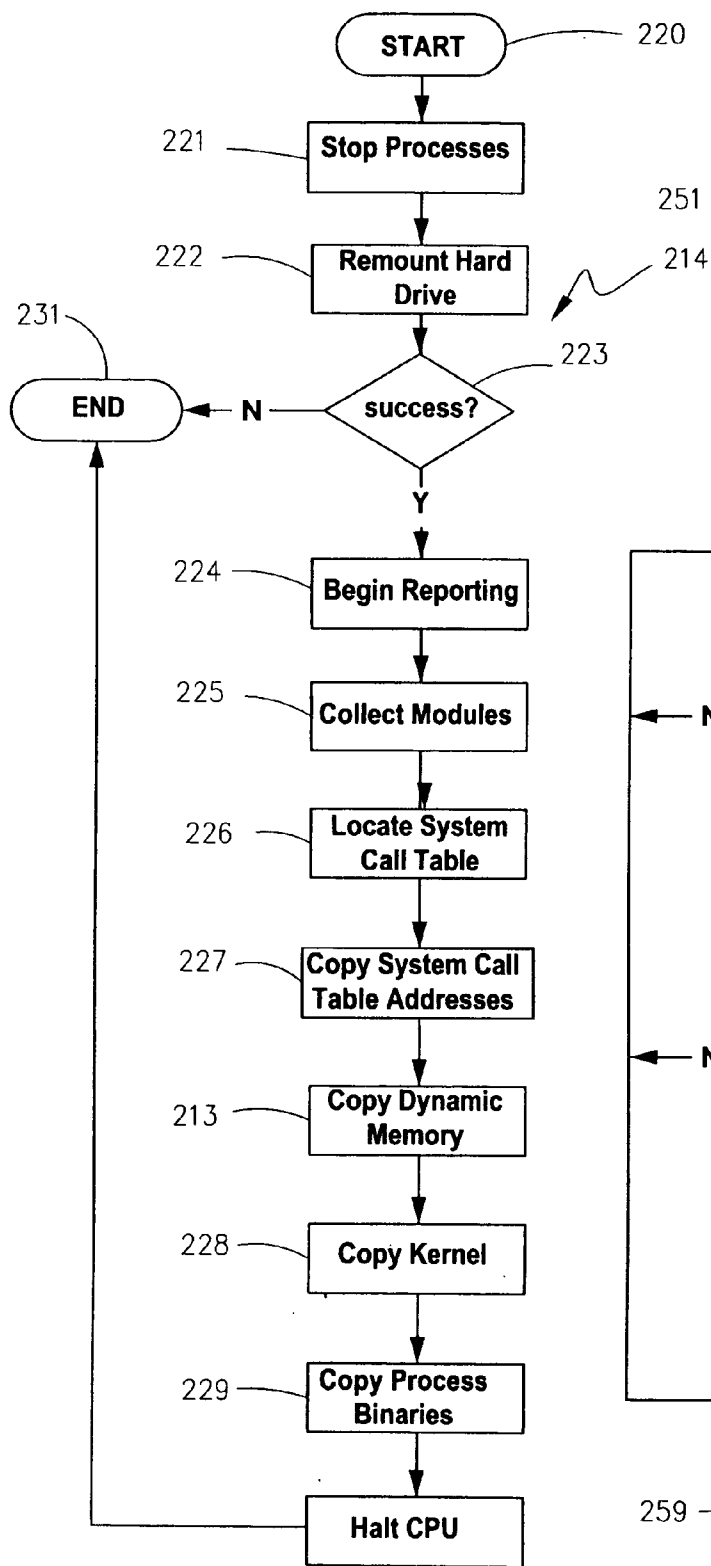 START
220
221
Stop Processes
251
222
Remount Hard
Drive
214
231
223
END
N
success?
Y
224
Begin Reporting
225
Collect Modules
N
226
Locate System
Call Table
227
Copy System Call
Table Addresses
N
213
Copy Dynamic
Memory
228
Copy Kernel
229
Copy Process
Binaries
Halt CPU
259